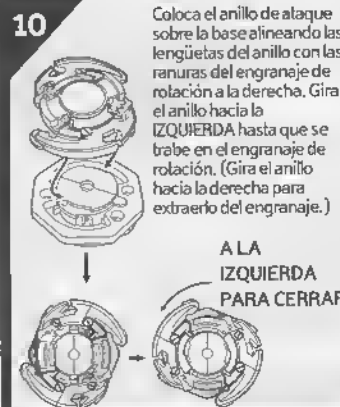 10
Coloca el anillo de ataque
sobre la base alineando las
lengüetas del anillo con las
ranuras del engranaje de
rotación a la derecha. Gira
el anillo hacia la
IZQUIERDA hasta que se
trabe en el engranaje de
rotación. (Gira el anillo
hacia la derecha para
extraerlo del engranaje.)
A LA
IZQUIERDA
PARA CERRAR